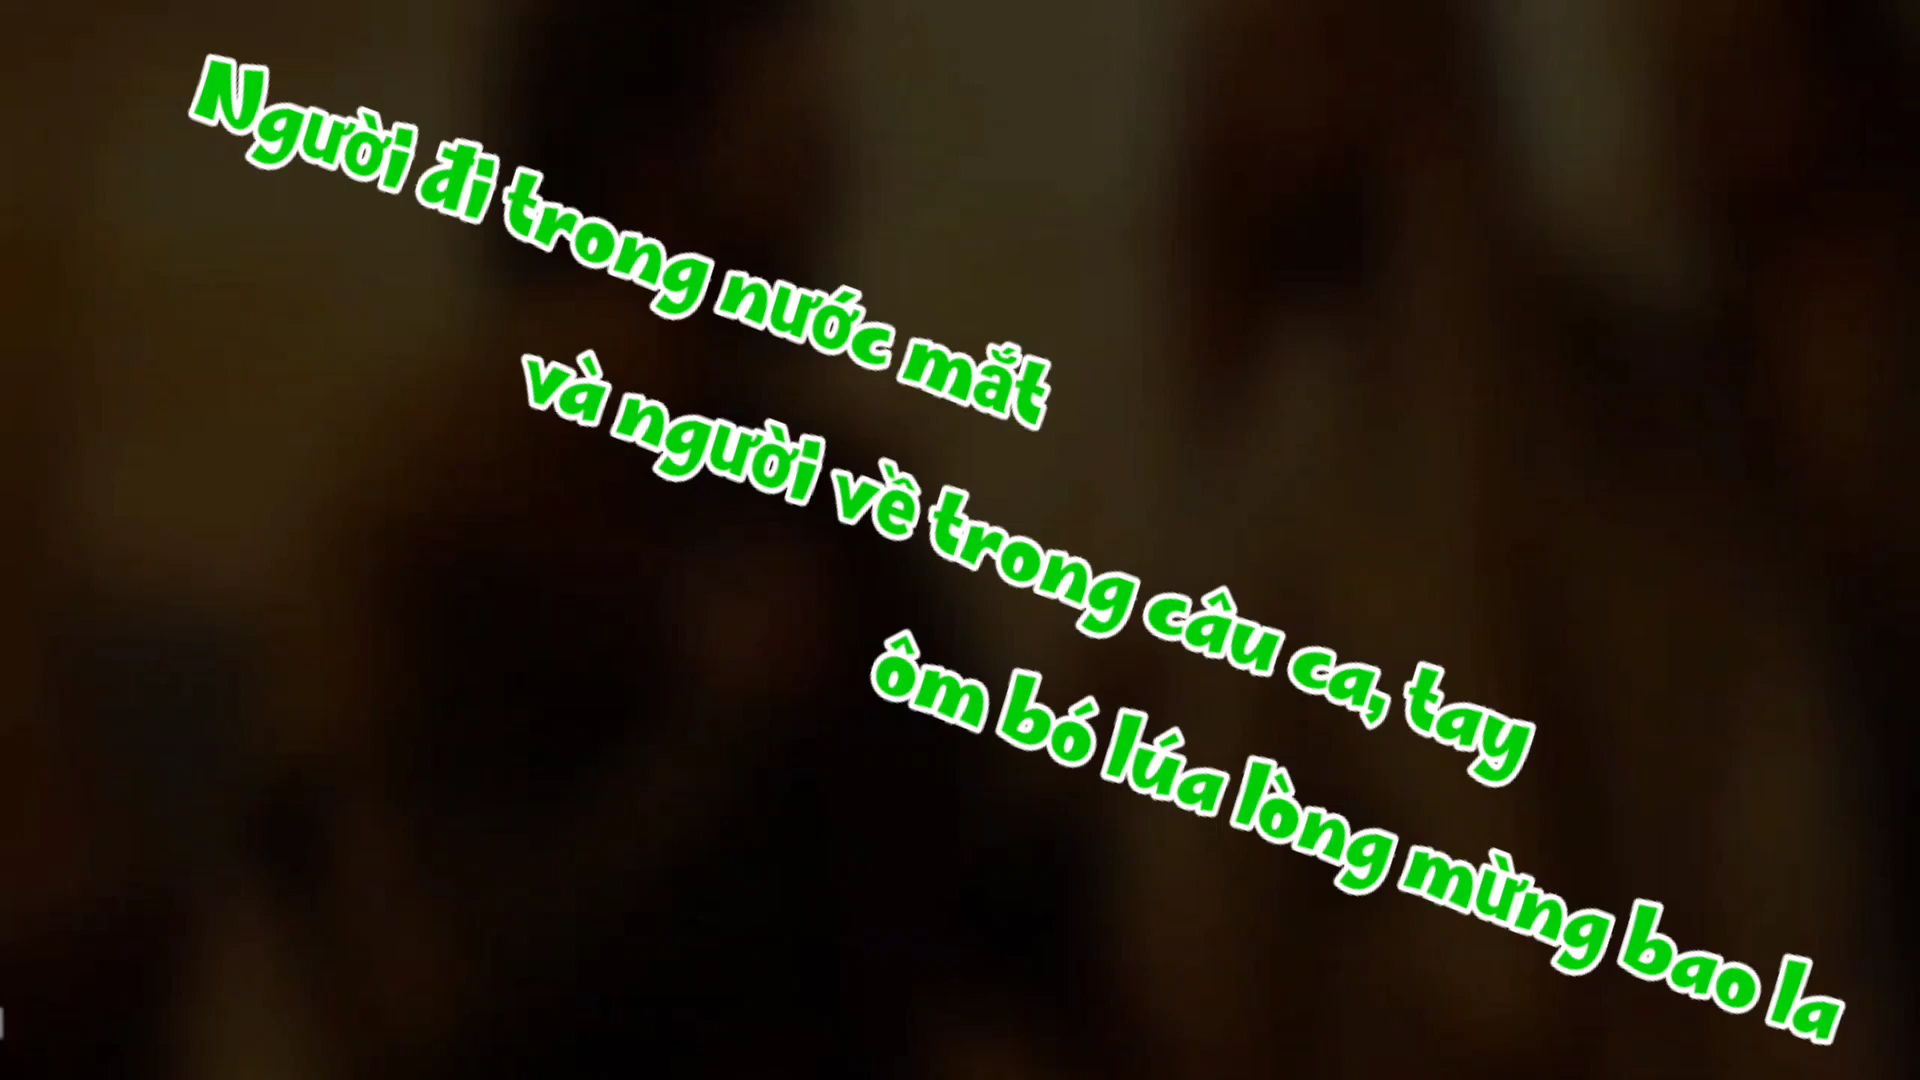 Người đi trong nước mắt
và người về trong câu ca, tay
ôm bó lúa lòng mừng bao la